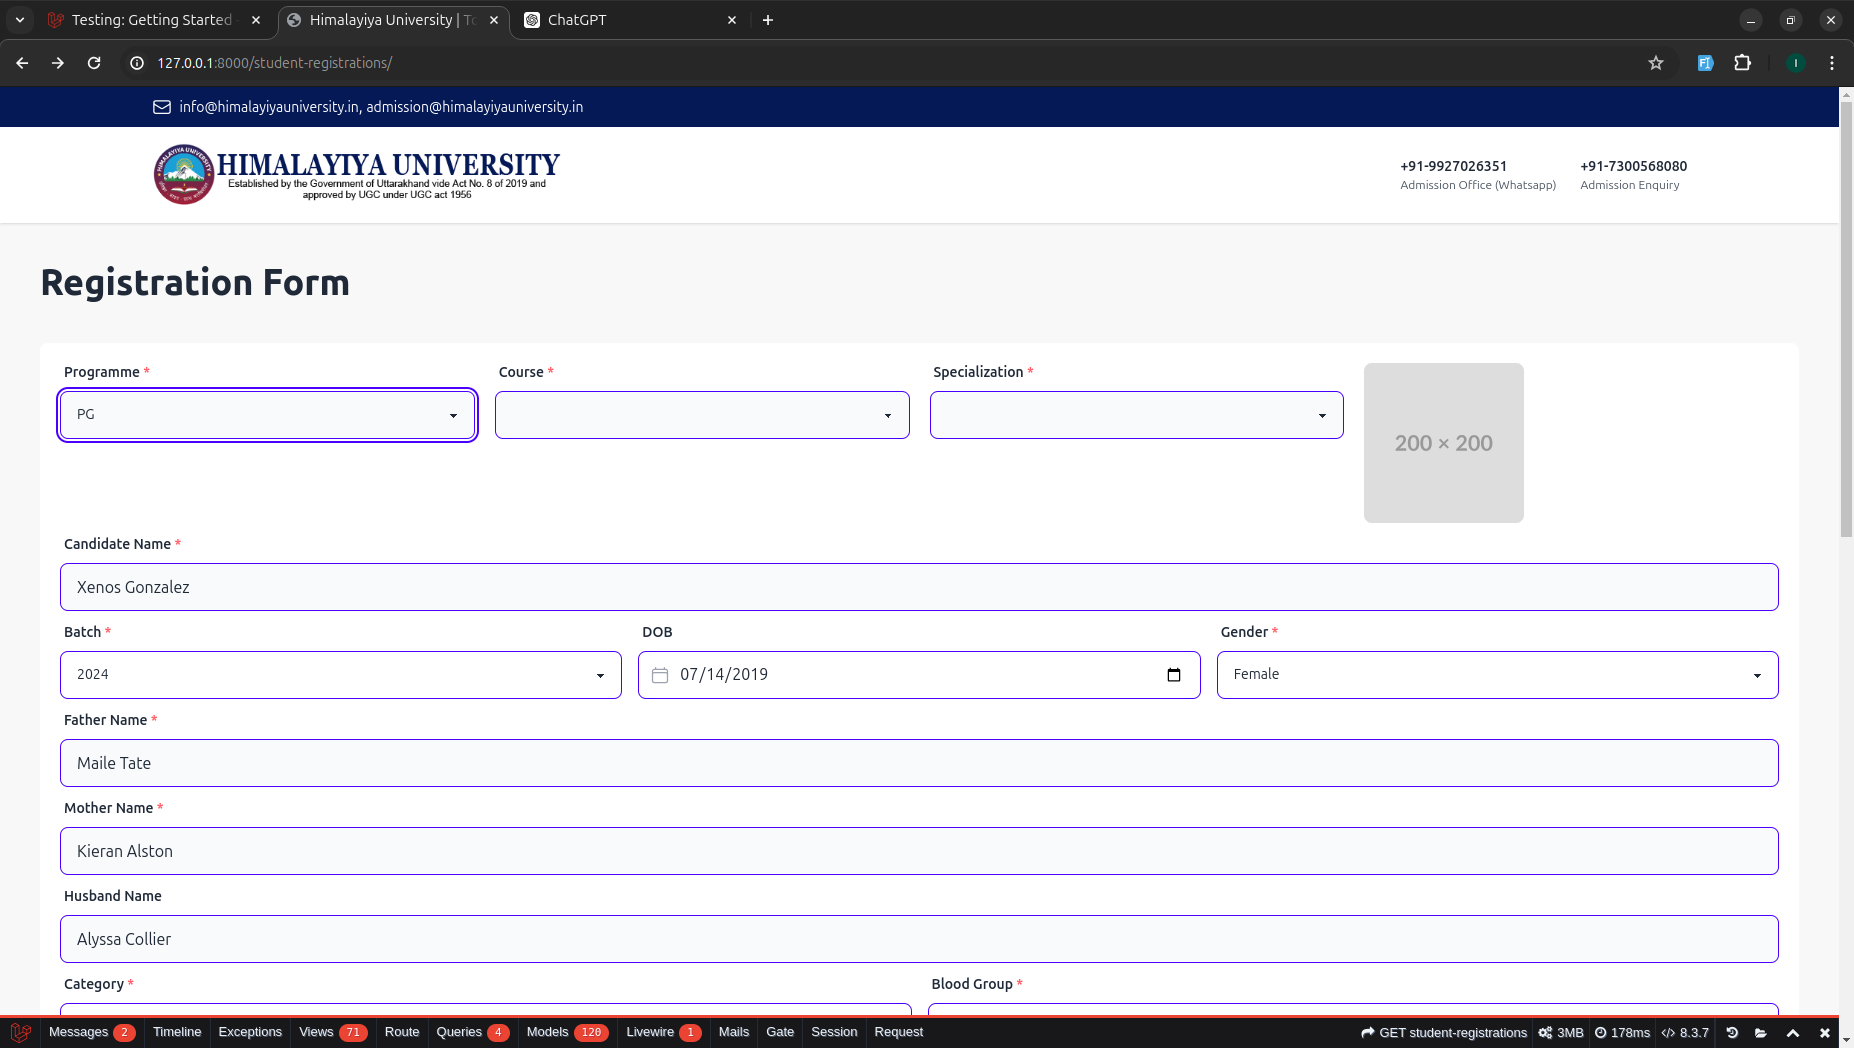 Testing: Getting Started
Himalayiya University | To
ChatGPT
127.0.0.1:8000/student-registrations/
I
info@himalayiyauniversity.in, admission@himalayiyauniversity.in
HIMALAYIYA UNIVERSITY
Established by the Government of Uttarakhand vide Act No. 8 of 2019 and
approved by UGC under UGC act 1956
+91-9927026351
Admission Office (Whatsapp)
+91-7300568080
Admission Enquiry
Registration Form
Programme *
Course *
Specialization *
PG
200 × 200
Candidate Name *
Xenos Gonzalez
Batch *
DOB
Gender *
2024
07/14/2019
Female
Father Name *
Maile Tate
Mother Name *
Kieran Alston
Husband Name
Alyssa Collier
Category *
Blood Group *
Messages 2 Timeline Exceptions Views 71 Route Queries 4 Models 120 Livewire 1 Mails Gate Session Request
GET student-registrations 3MB 178ms 8.3.7